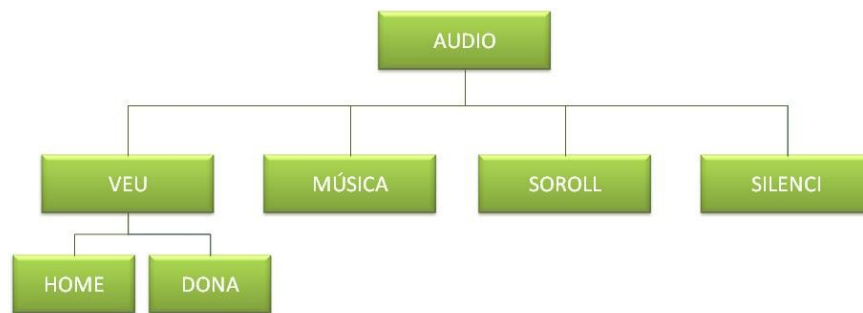 AUDIO
VEU
MÚSICA
SOROLL
SILENCI
HOME
DONA